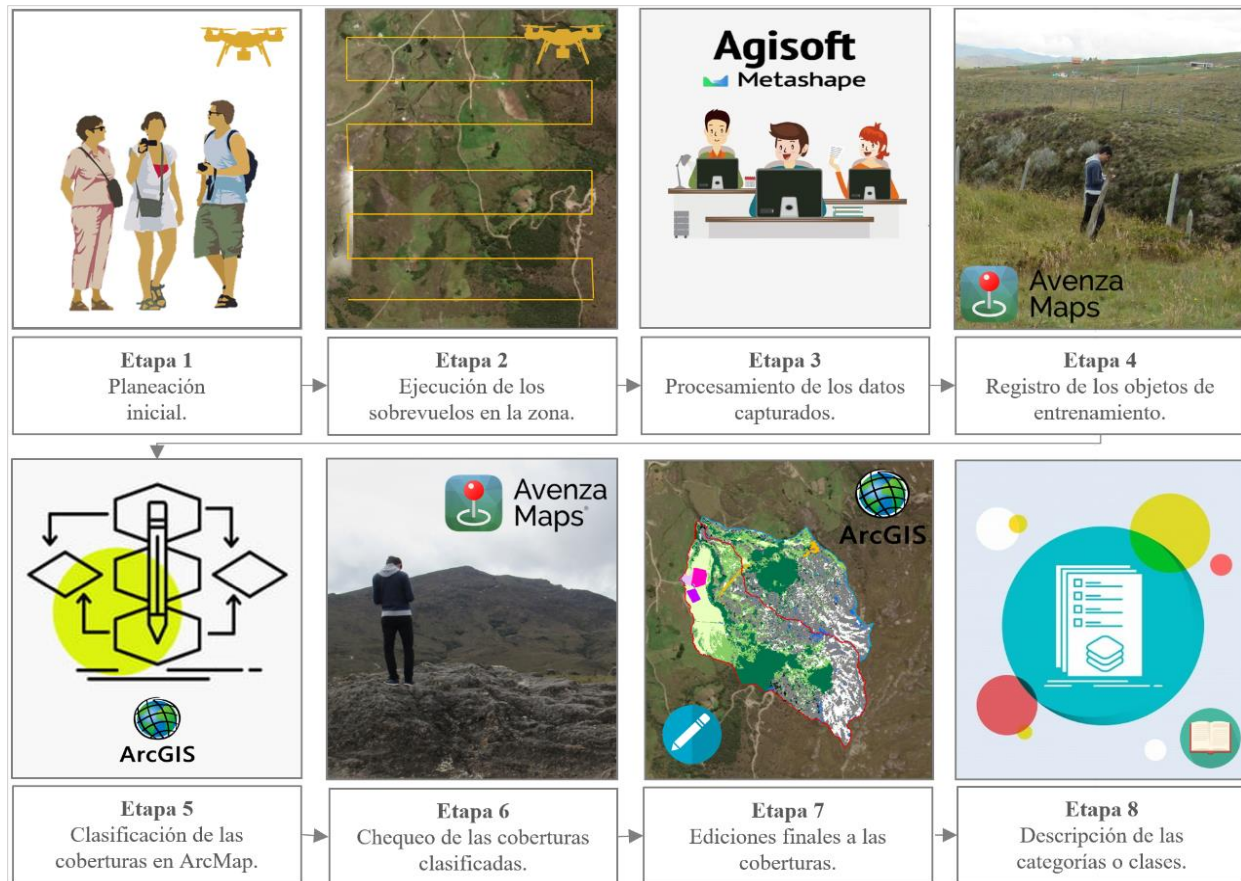 Agisoft
Metashape
Avenza
Maps
Etapa 1
Planeación
inicial.
Etapa 2
Ejecución de los
sobrevuelos en la zona.
Etapa 3
Procesamiento de los datos
capturados.
Etapa 4
Registro de los objetos de
entrenamiento.
ArcGIS
Avenza
Maps®
ArcGIS
Etapa 5
Clasificación de las
coberturas en ArcMap.
Etapa 6
Chequeo de las coberturas
clasificadas.
Etapa 7
Ediciones finales a las
coberturas.
Etapa 8
Descripción de las
categorías o clases.